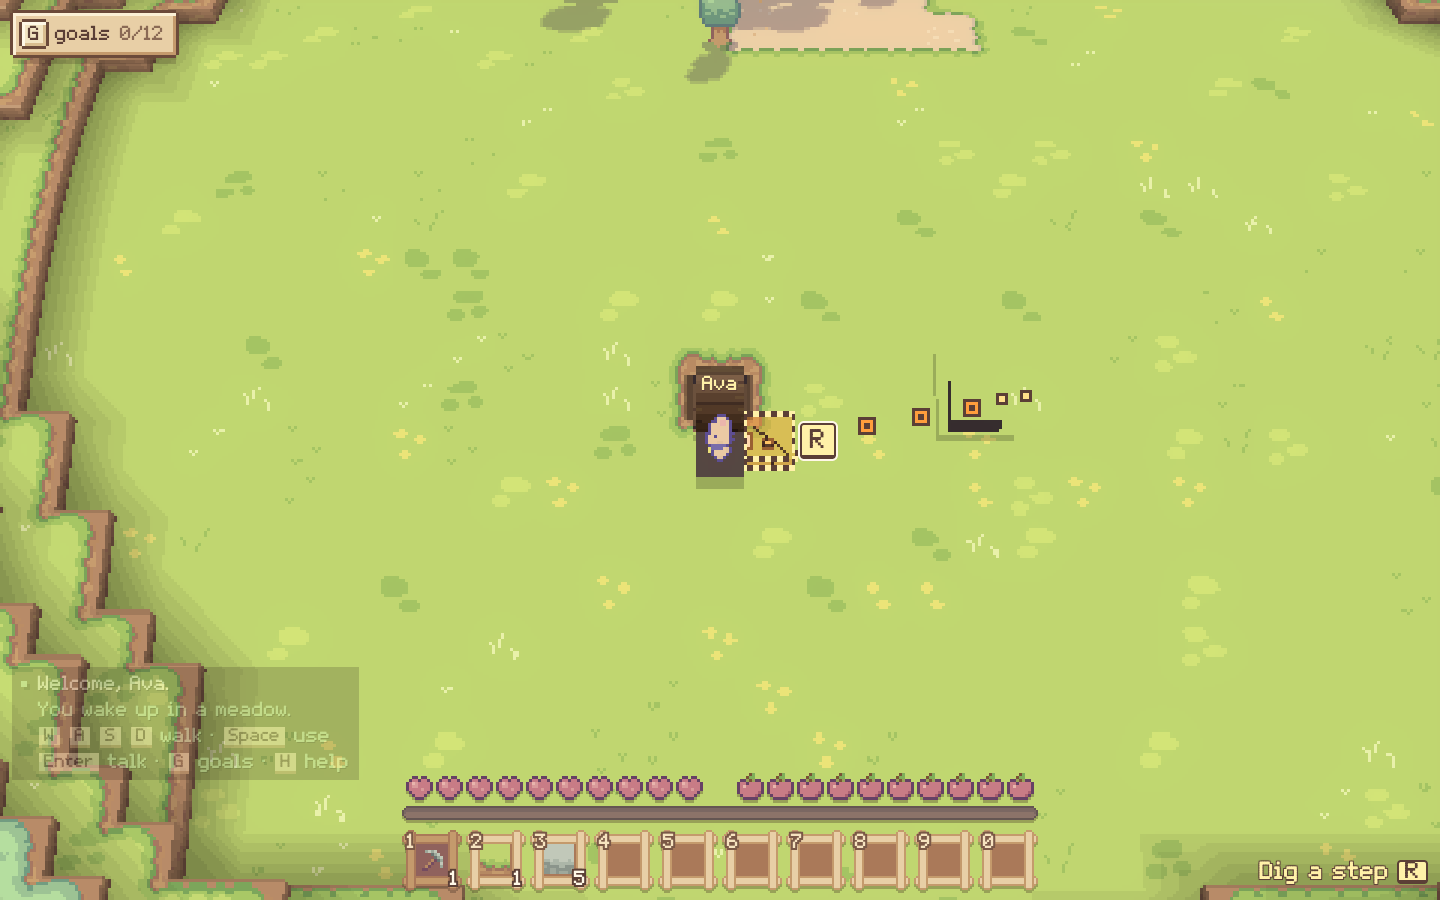 G goals 0/12
Ava
R
Welcome, Ava.
You wake up in a meadow.
W A S D walk · Space use
Enter talk · G goals · H help
1 2 3 4 5 6 7 8 9 0
1 1 5
Dig a step R